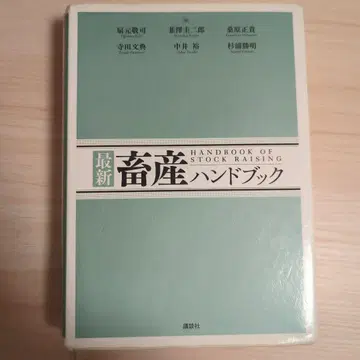 編
扇元敬司
韮澤圭二郎
桑原正貴
寺田文典
中井 裕
杉浦勝明
最新
畜産ハンドブック
HANDBOOK OF
STOCK RAISING
講談社